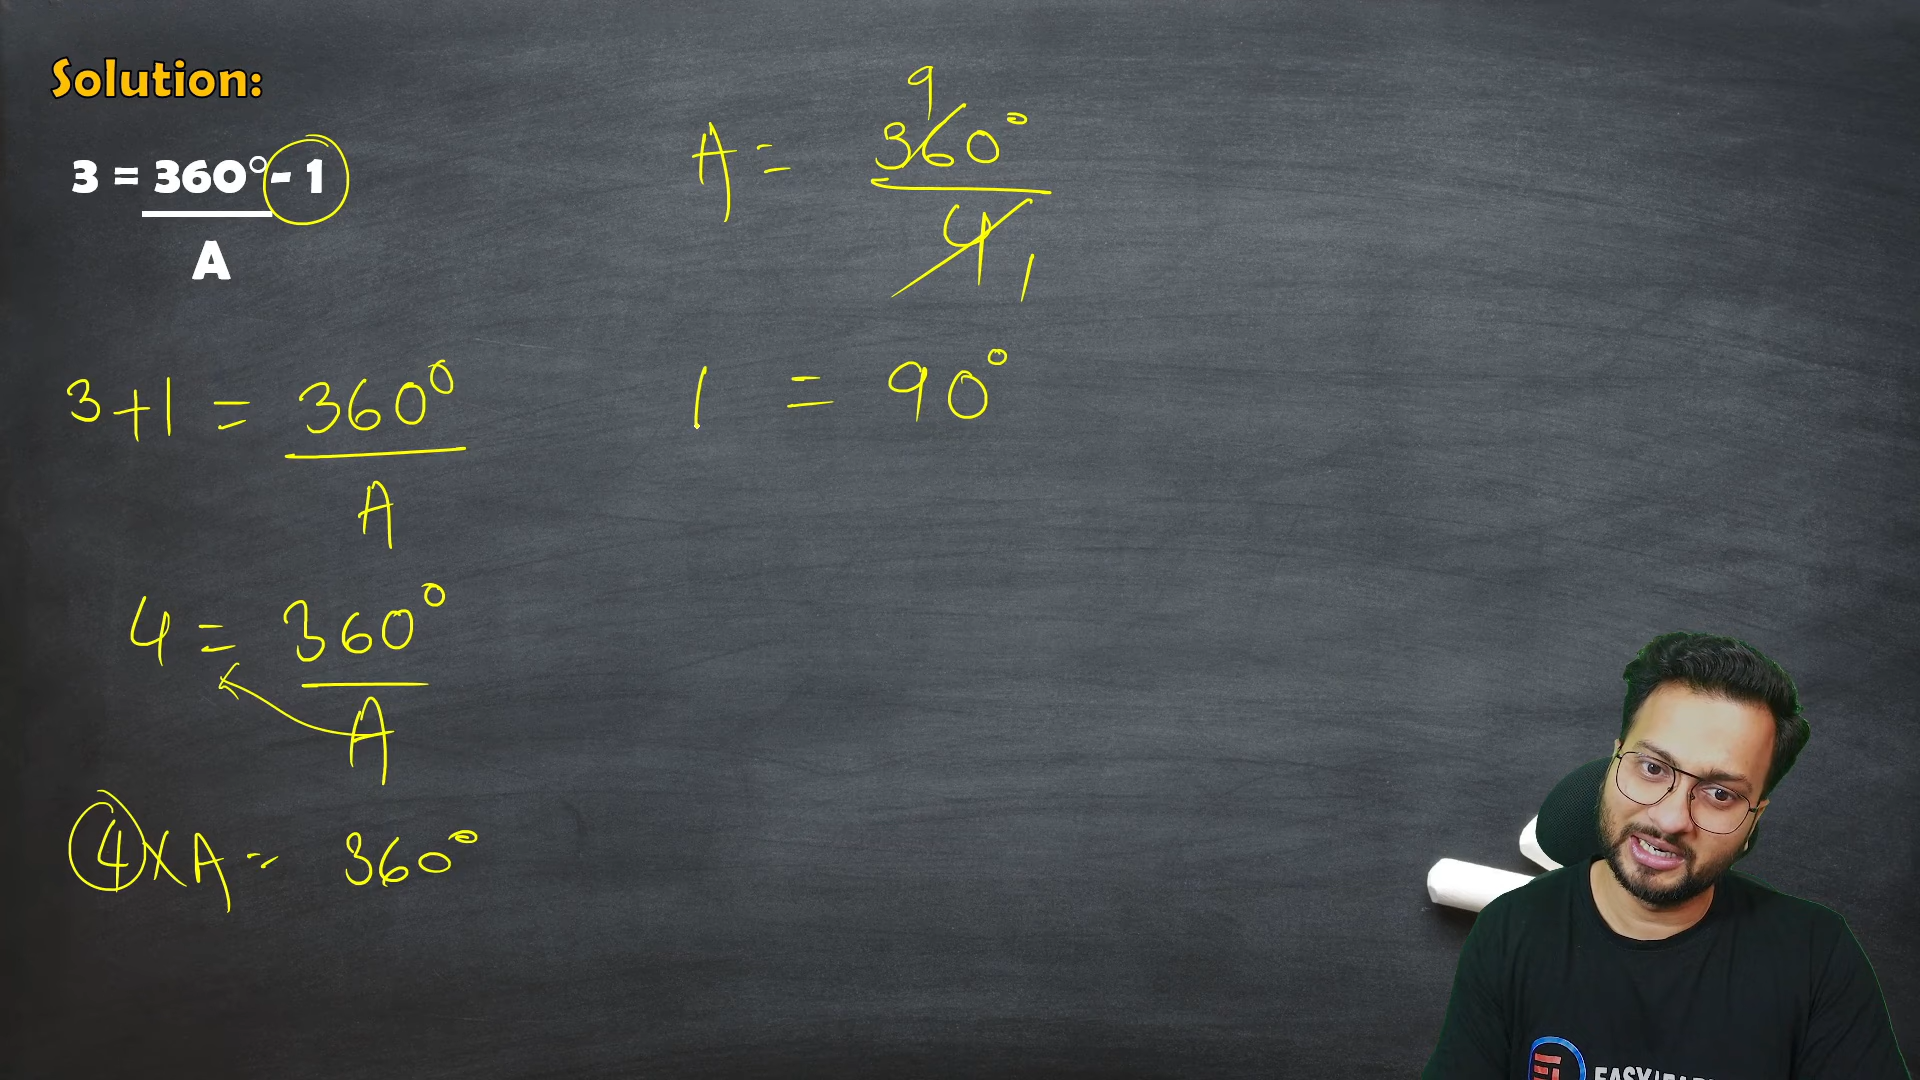 Solution:
3 = 360° - 1
A
3+1 = 360°
A
4 = 360°
A
4 x A = 360°
9
A = 360°
4 1
1 = 90°